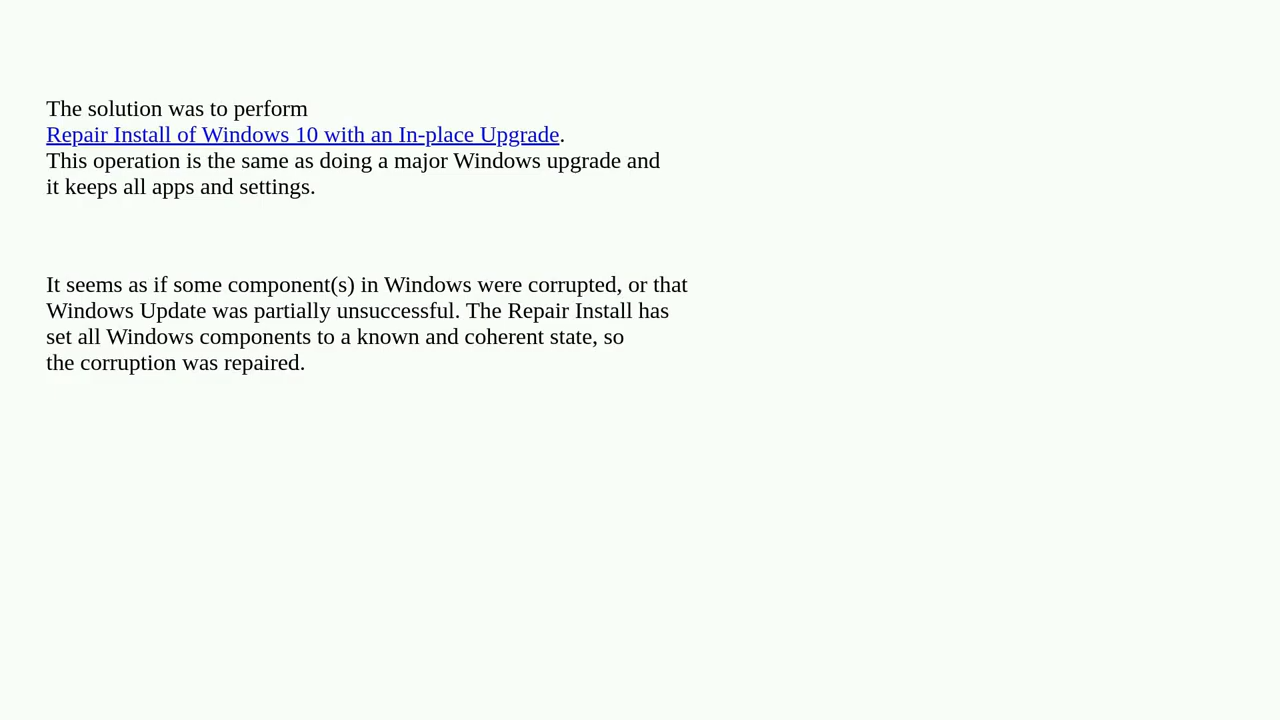 The solution was to perform
Repair Install of Windows 10 with an In-place Upgrade.
This operation is the same as doing a major Windows upgrade and
it keeps all apps and settings.
It seems as if some component(s) in Windows were corrupted, or that
Windows Update was partially unsuccessful. The Repair Install has
set all Windows components to a known and coherent state, so
the corruption was repaired.